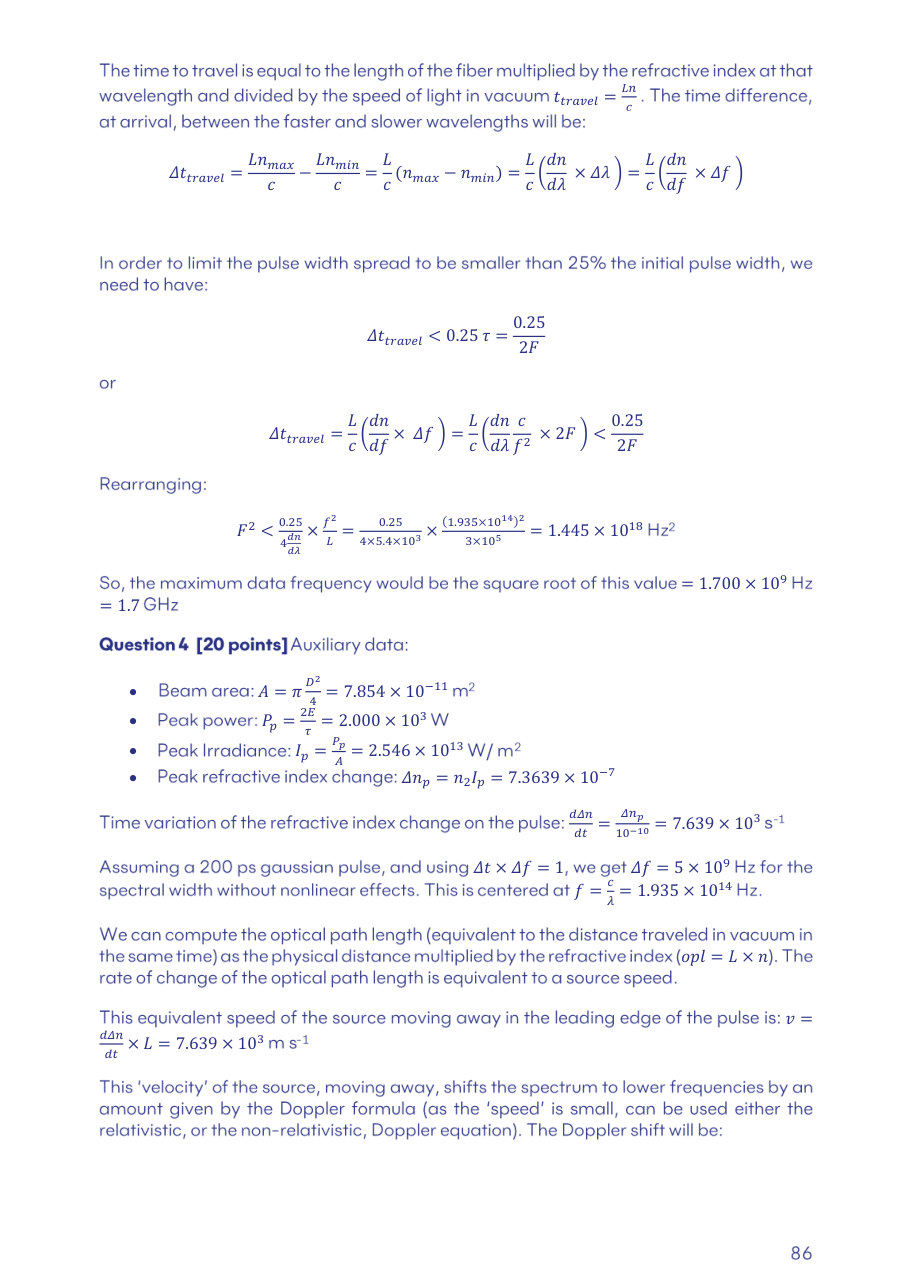 The time to travel is equal to the length of the fiber multiplied by the refractive index at that
wavelength and divided by the speed of light in vacuum t_travel = Ln/c . The time difference,
at arrival, between the faster and slower wavelengths will be:
Δt_travel = Ln_max/c − Ln_min/c = L/c (n_max − n_min) = L/c (dn/dλ × Δλ) = L/c (dn/df × Δf)
In order to limit the pulse width spread to be smaller than 25% the initial pulse width, we
need to have:
Δt_travel < 0.25 τ = 0.25/2F
or
Δt_travel = L/c (dn/df × Δf) = L/c (dn/dλ c/f² × 2F) < 0.25/2F
Rearranging:
F² < 0.25/(4 dn/dλ) × f²/L = 0.25/(4×5.4×10³) × (1.935×10¹⁴)²/(3×10⁵) = 1.445 × 10¹⁸ Hz²
So, the maximum data frequency would be the square root of this value = 1.700 × 10⁹ Hz
= 1.7 GHz
Question 4 [20 points] Auxiliary data:
• Beam area: A = π D²/4 = 7.854 × 10⁻¹¹ m²
• Peak power: P_p = 2E/τ = 2.000 × 10³ W
• Peak Irradiance: I_p = P_p/A = 2.546 × 10¹³ W/ m²
• Peak refractive index change: Δn_p = n₂I_p = 7.3639 × 10⁻⁷
Time variation of the refractive index change on the pulse: dΔn/dt = Δn_p/10⁻¹⁰ = 7.639 × 10³ s⁻¹
Assuming a 200 ps gaussian pulse, and using Δt × Δf = 1, we get Δf = 5 × 10⁹ Hz for the
spectral width without nonlinear effects. This is centered at f = c/λ = 1.935 × 10¹⁴ Hz.
We can compute the optical path length (equivalent to the distance traveled in vacuum in
the same time) as the physical distance multiplied by the refractive index (opl = L × n). The
rate of change of the optical path length is equivalent to a source speed.
This equivalent speed of the source moving away in the leading edge of the pulse is: v =
dΔn/dt × L = 7.639 × 10³ m s⁻¹
This 'velocity' of the source, moving away, shifts the spectrum to lower frequencies by an
amount given by the Doppler formula (as the 'speed' is small, can be used either the
relativistic, or the non-relativistic, Doppler equation). The Doppler shift will be:
86